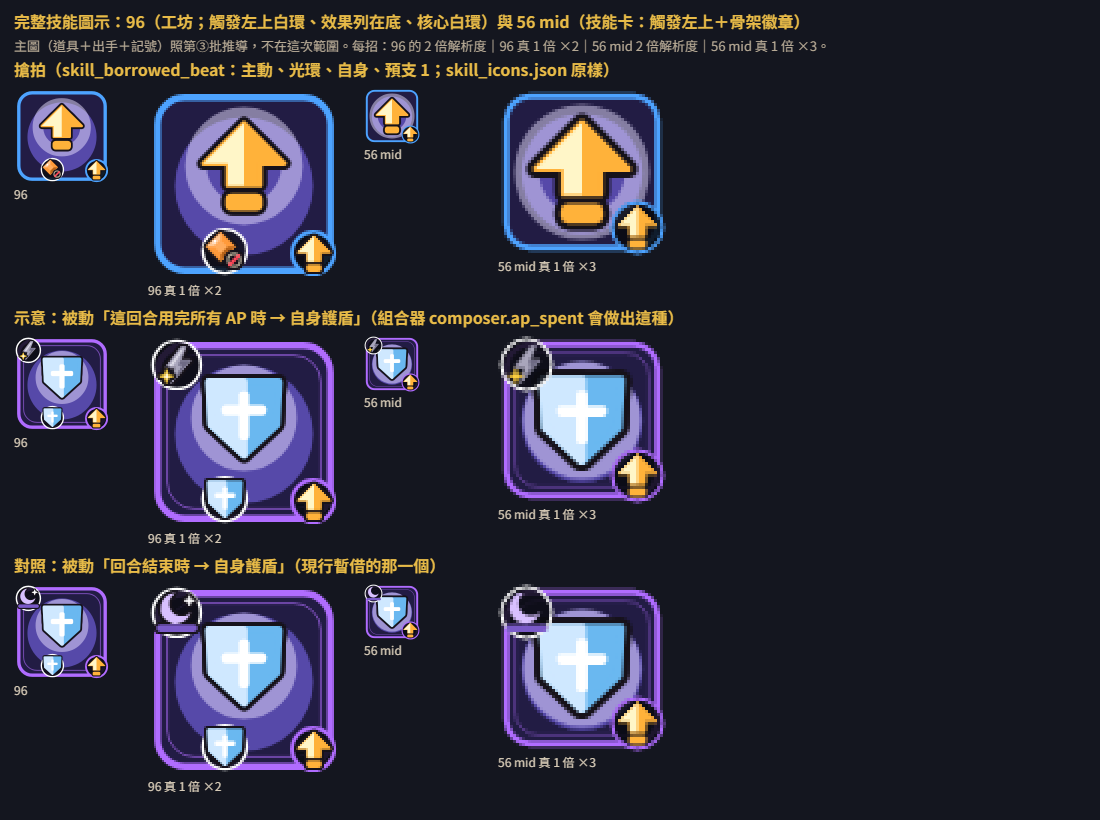 完整技能圖示：96（工坊；觸發左上白環、效果列在底、核心白環）與 56 mid（技能卡：觸發左上＋骨架徽章）
主圖（道具＋出手＋記號）照第③批推導，不在這次範圍。每招：96 的 2 倍解析度｜96 真 1 倍 ×2｜56 mid 2 倍解析度｜56 mid 真 1 倍 ×3。
搶拍（skill_borrowed_beat：主動、光環、自身、預支 1；skill_icons.json 原樣）
96
96 真 1 倍 ×2
56 mid
56 mid 真 1 倍 ×3
示意：被動「這回合用完所有 AP 時 → 自身護盾」（組合器 composer.ap_spent 會做出這種）
96
96 真 1 倍 ×2
56 mid
56 mid 真 1 倍 ×3
對照：被動「回合結束時 → 自身護盾」（現行暫借的那一個）
96
96 真 1 倍 ×2
56 mid
56 mid 真 1 倍 ×3